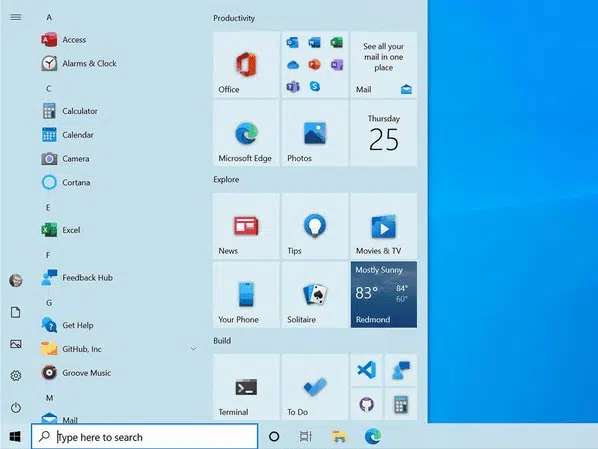 A
Access
Alarms & Clock
C
Calculator
Calendar
Camera
Cortana
E
Excel
F
Feedback Hub
G
Get Help
GitHub, Inc
Groove Music
M
Mail
Productivity
Office
See all
your mail
in one
place
Mail
Microsoft Edge
Photos
Thursday
25
Explore
News
Tips
Movies & TV
Your Phone
Solitaire
Mostly Sunny
83°
84°
60°
Redmond
Build
Terminal
To Do
Type here to search